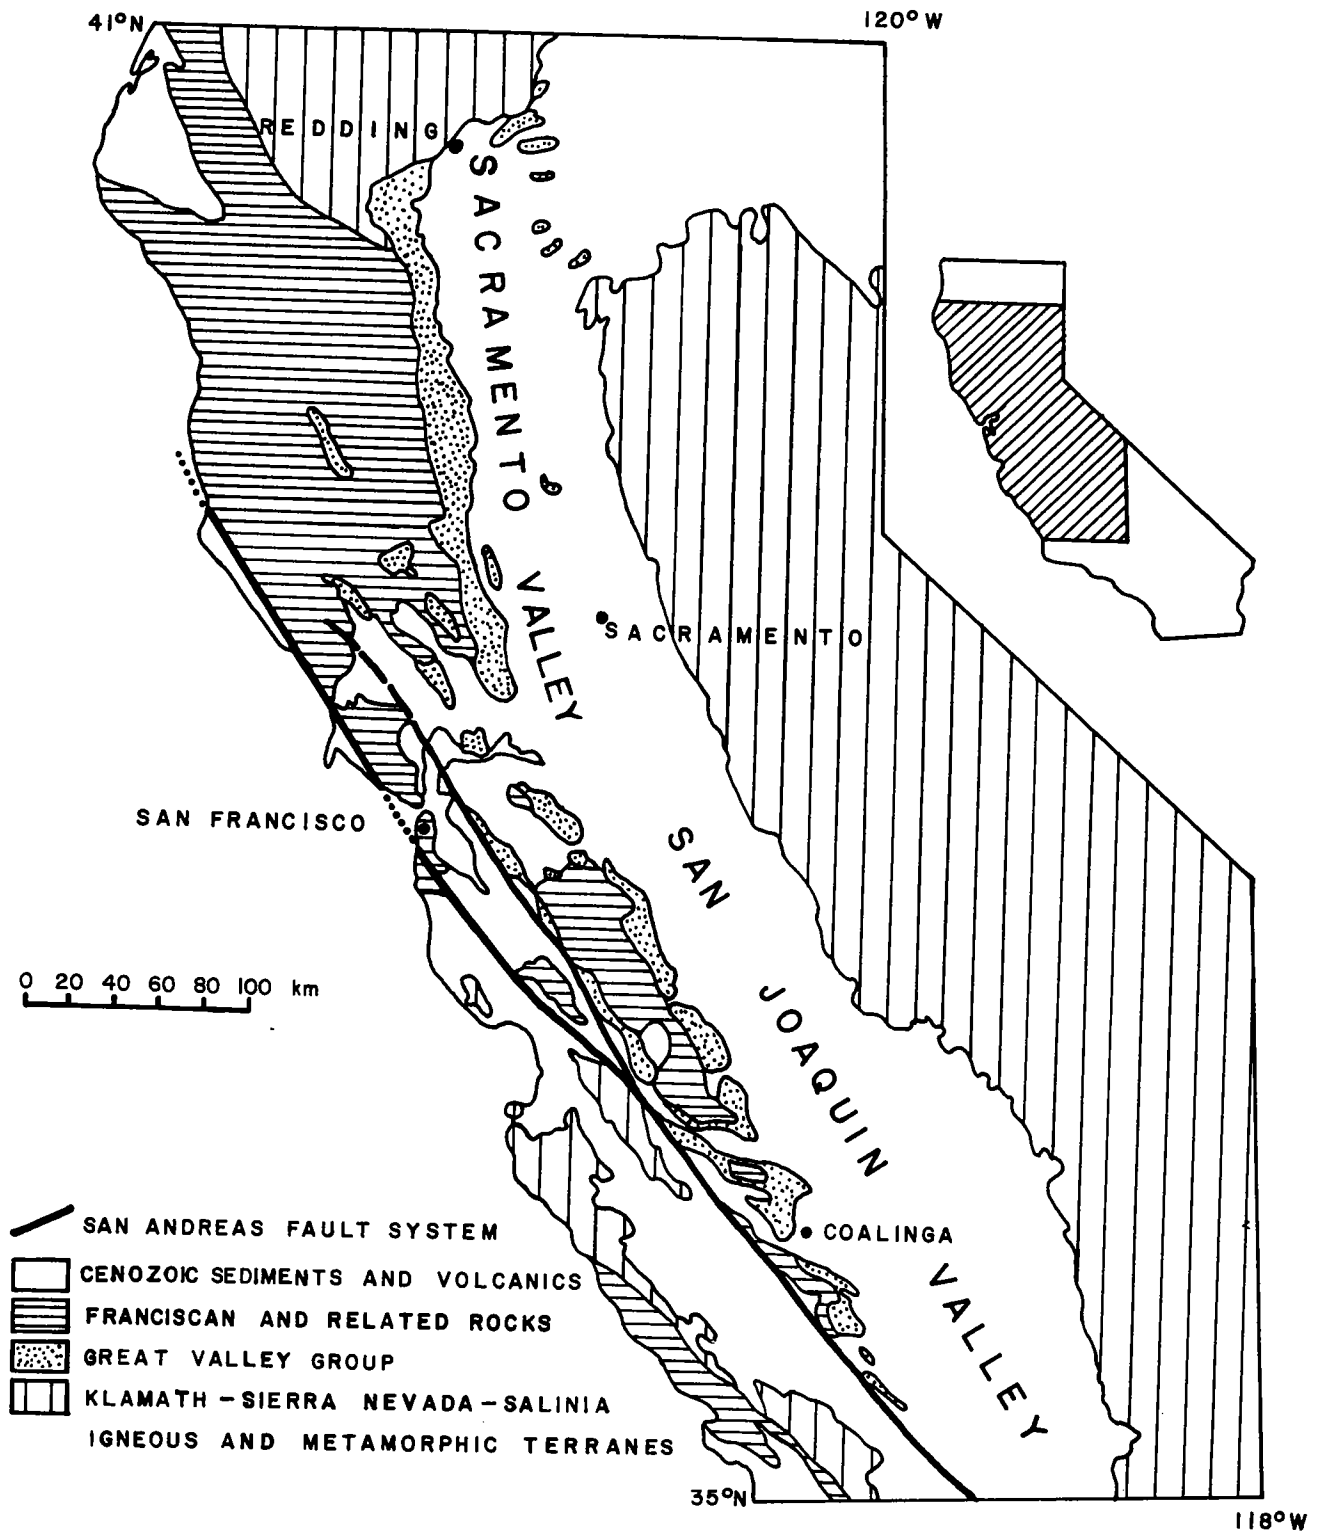 41°N
120°W
REDDING
SACRAMENTO VALLEY
SACRAMENTO
SAN FRANCISCO
SAN JOAQUIN VALLEY
0 20 40 60 80 100 km
COALINGA
SAN ANDREAS FAULT SYSTEM
CENOZOIC SEDIMENTS AND VOLCANICS
FRANCISCAN AND RELATED ROCKS
GREAT VALLEY GROUP
KLAMATH-SIERRA NEVADA-SALINIA
IGNEOUS AND METAMORPHIC TERRANES
35°N
118°W